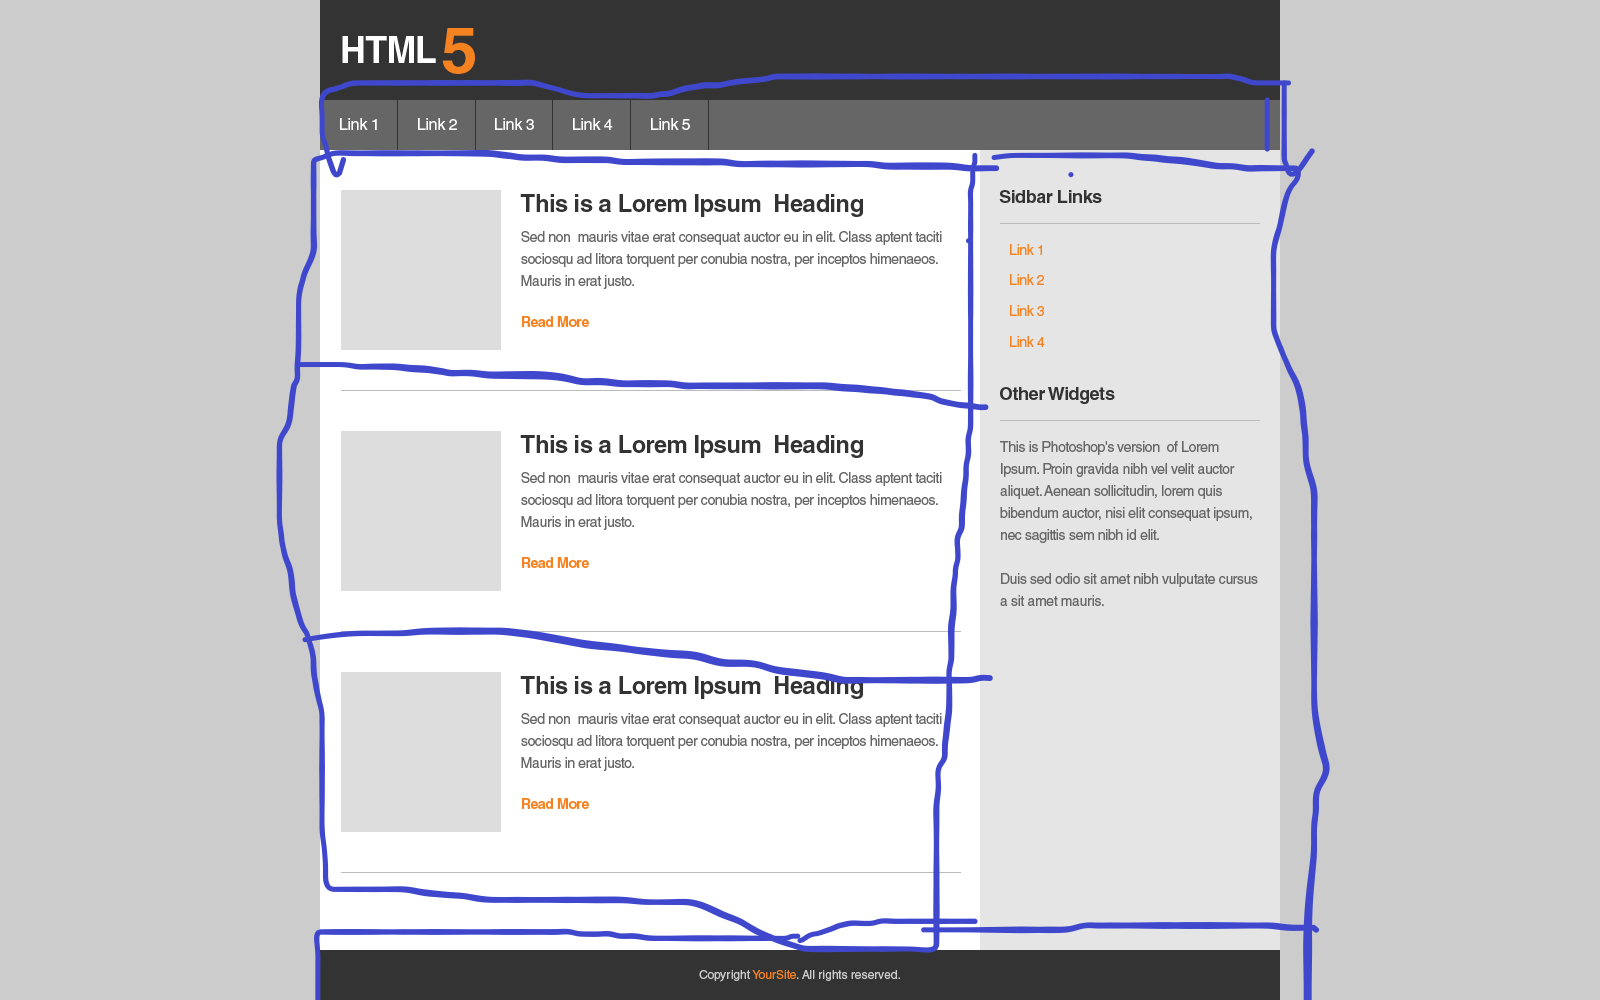 HTML 5
Link 1 Link 2 Link 3 Link 4 Link 5
This is a Lorem Ipsum Heading
Sed non mauris vitae erat consequat auctor eu in elit. Class aptent taciti
sociosqu ad litora torquent per conubia nostra, per inceptos himenaeos.
Mauris in erat justo.
Read More
This is a Lorem Ipsum Heading
Sed non mauris vitae erat consequat auctor eu in elit. Class aptent taciti
sociosqu ad litora torquent per conubia nostra, per inceptos himenaeos.
Mauris in erat justo.
Read More
This is a Lorem Ipsum Heading
Sed non mauris vitae erat consequat auctor eu in elit. Class aptent taciti
sociosqu ad litora torquent per conubia nostra, per inceptos himenaeos.
Mauris in erat justo.
Read More
Sidbar Links
Link 1
Link 2
Link 3
Link 4
Other Widgets
This is Photoshop's version of Lorem
Ipsum. Proin gravida nibh vel velit auctor
aliquet. Aenean sollicitudin, lorem quis
bibendum auctor, nisi elit consequat ipsum,
nec sagittis sem nibh id elit.
Duis sed odio sit amet nibh vulputate cursus
a sit amet mauris.
Copyright YourSite. All rights reserved.